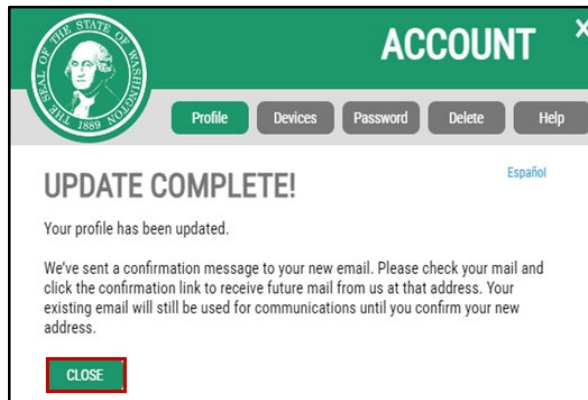 THE SEAL OF THE STATE OF WASHINGTON
1889
ACCOUNT
X
Profile
Devices
Password
Delete
Help
UPDATE COMPLETE!
Español
Your profile has been updated.
We've sent a confirmation message to your new email. Please check your mail and
click the confirmation link to receive future mail from us at that address. Your
existing email will still be used for communications until you confirm your new
address.
CLOSE